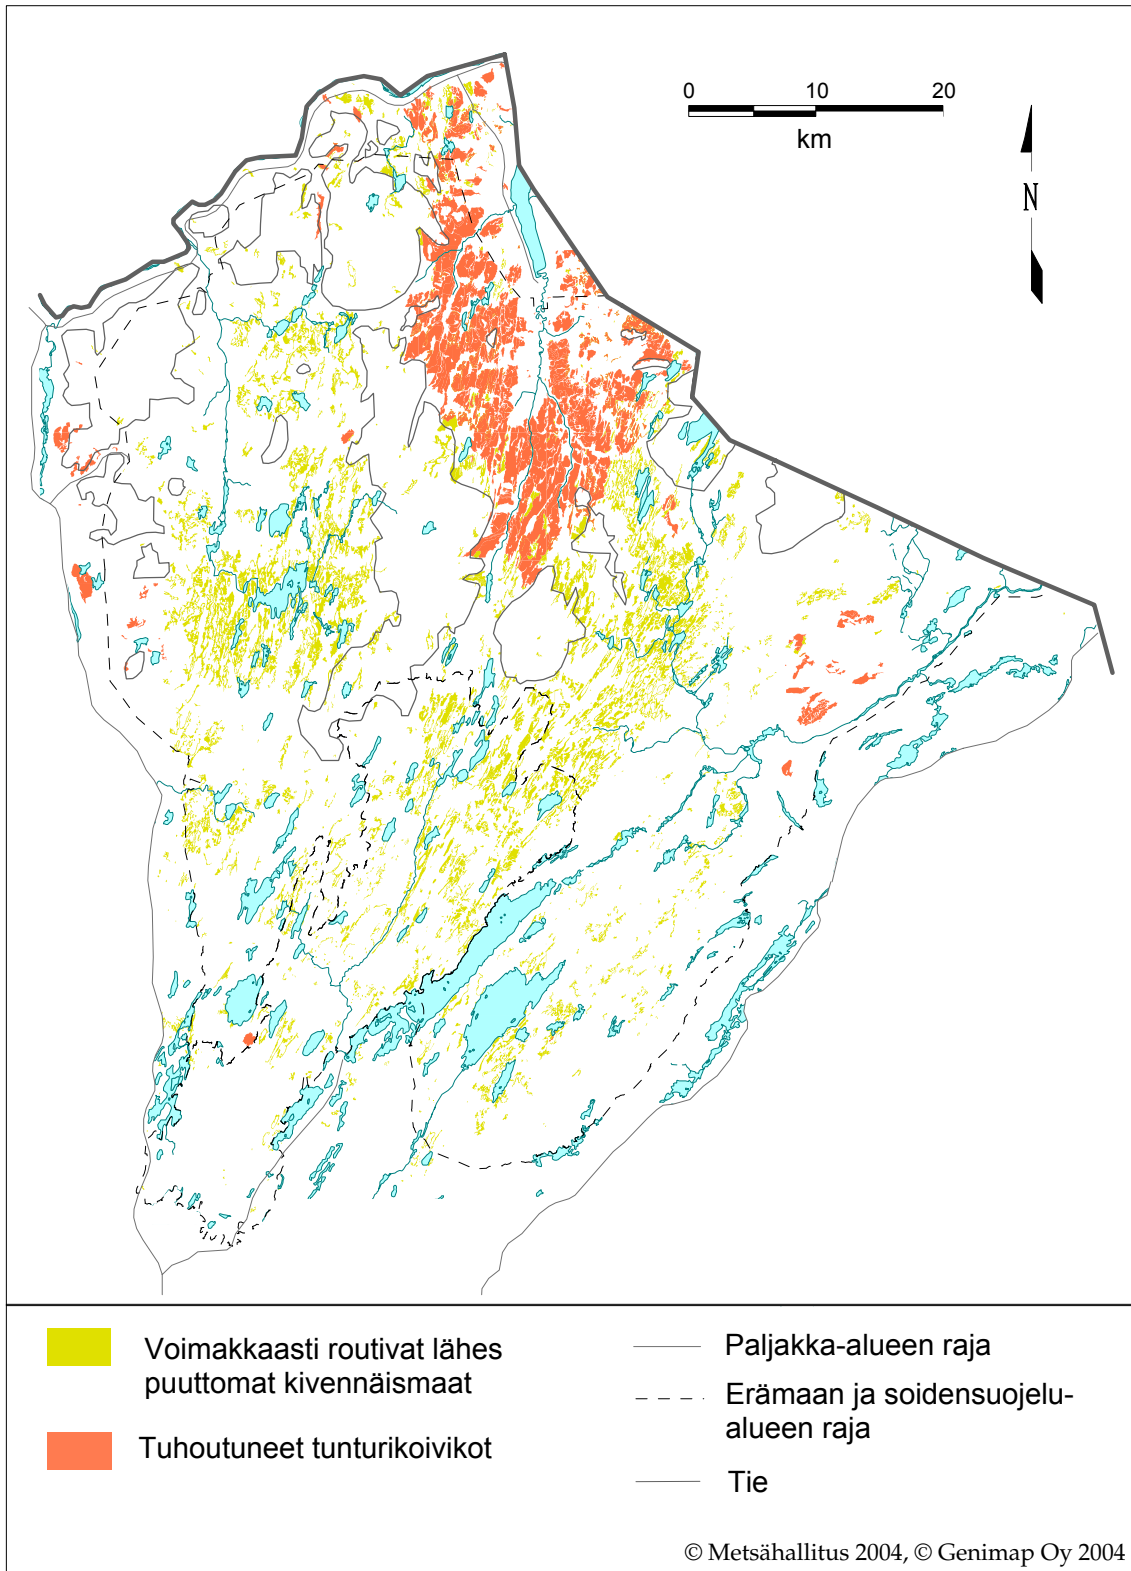 0 10 20
km
N
Voimakkaasti routivat lähes
puuttomat kivennäismaat
Tuhoutuneet tunturikoivikot
Paljakka-alueen raja
Erämaan ja soidensuojelu-
alueen raja
Tie
© Metsähallitus 2004, © Genimap Oy 2004